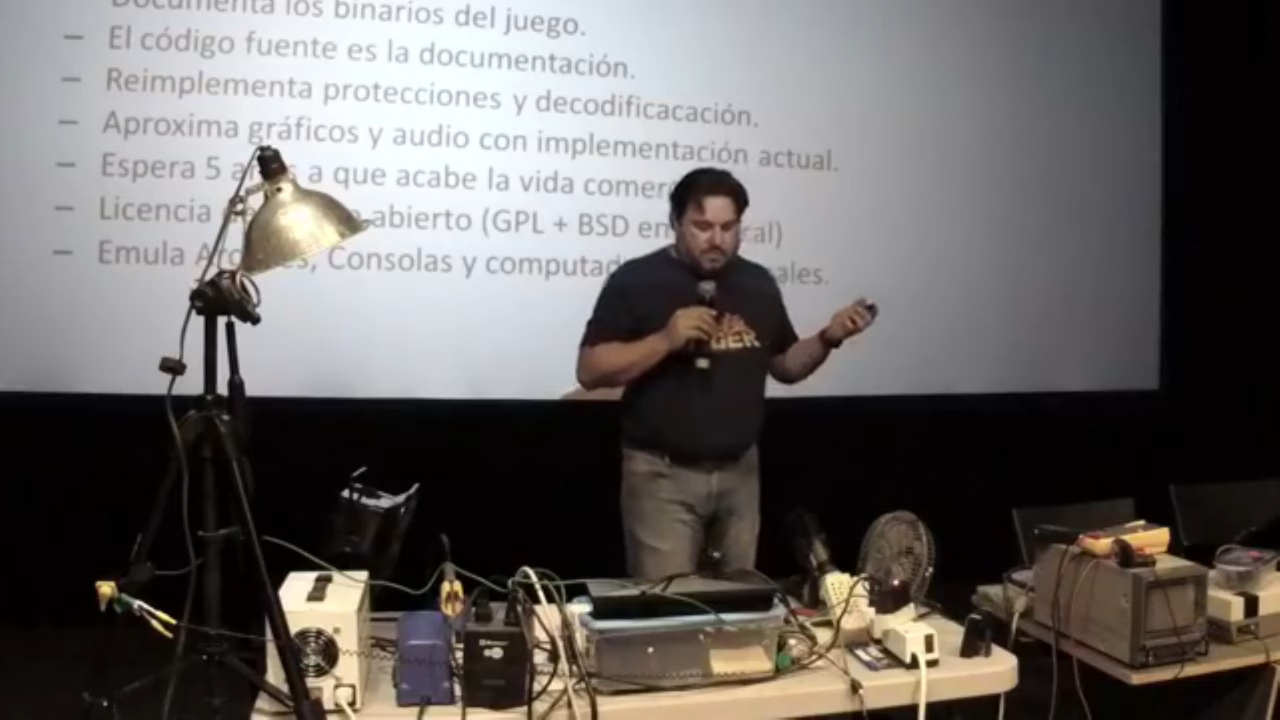 Documenta los binarios del juego.
– El código fuente es la documentación.
– Reimplementa protecciones y decodificacación.
– Aproxima gráficos y audio con implementación actual.
– Espera 5 a que acabe la vida
– Licencia abierto (GPL + BSD en
– Emula Consolas y